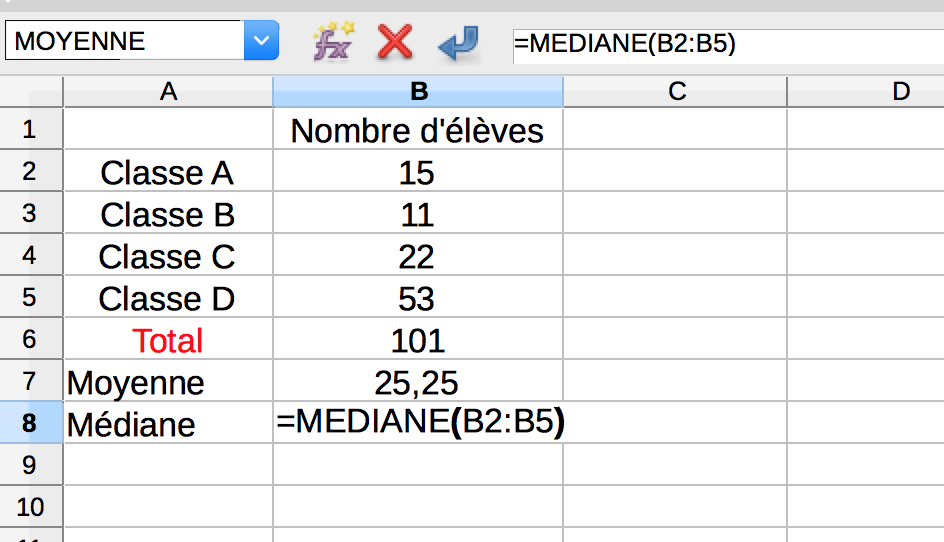 MOYENNE fx =MEDIANE(B2:B5)
A B C D
1 Nombre d'élèves
2 Classe A 15
3 Classe B 11
4 Classe C 22
5 Classe D 53
6 Total 101
7 Moyenne 25,25
8 Médiane =MEDIANE(B2:B5)
9
10